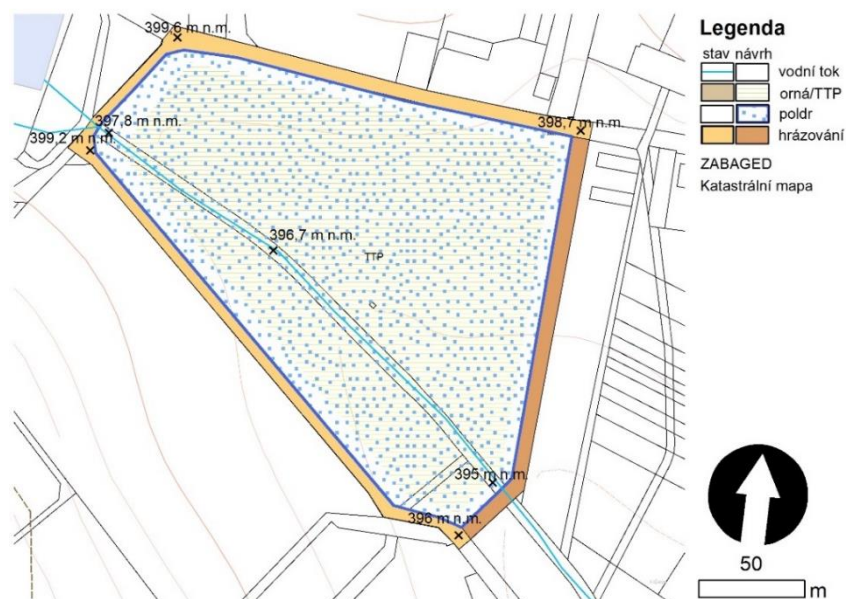 399,6 m n.m.
397,8 m n.m.
399,2 m n.m.
398,7 m n.m.
396,7 m n.m.
TTP
395 m n.m.
396 m n.m.
Legenda
stav návrh
vodní tok
orná/TTP
poldr
hrázování
ZABAGED
Katastrální mapa
50
m